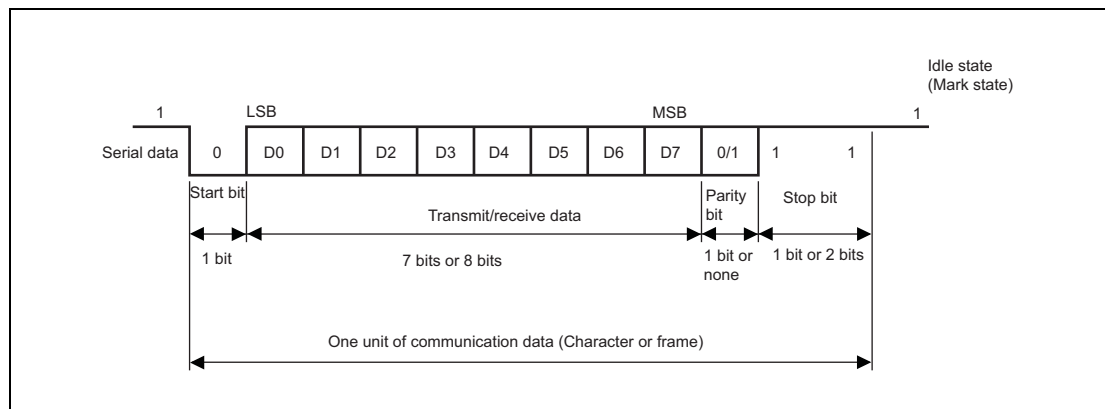 Idle state
(Mark state)
1 LSB MSB 1
Serial data 0 D0 D1 D2 D3 D4 D5 D6 D7 0/1 1 1
Start bit
Transmit/receive data
Parity
bit
Stop bit
1 bit
7 bits or 8 bits
1 bit or
none
1 bit or 2 bits
One unit of communication data (Character or frame)